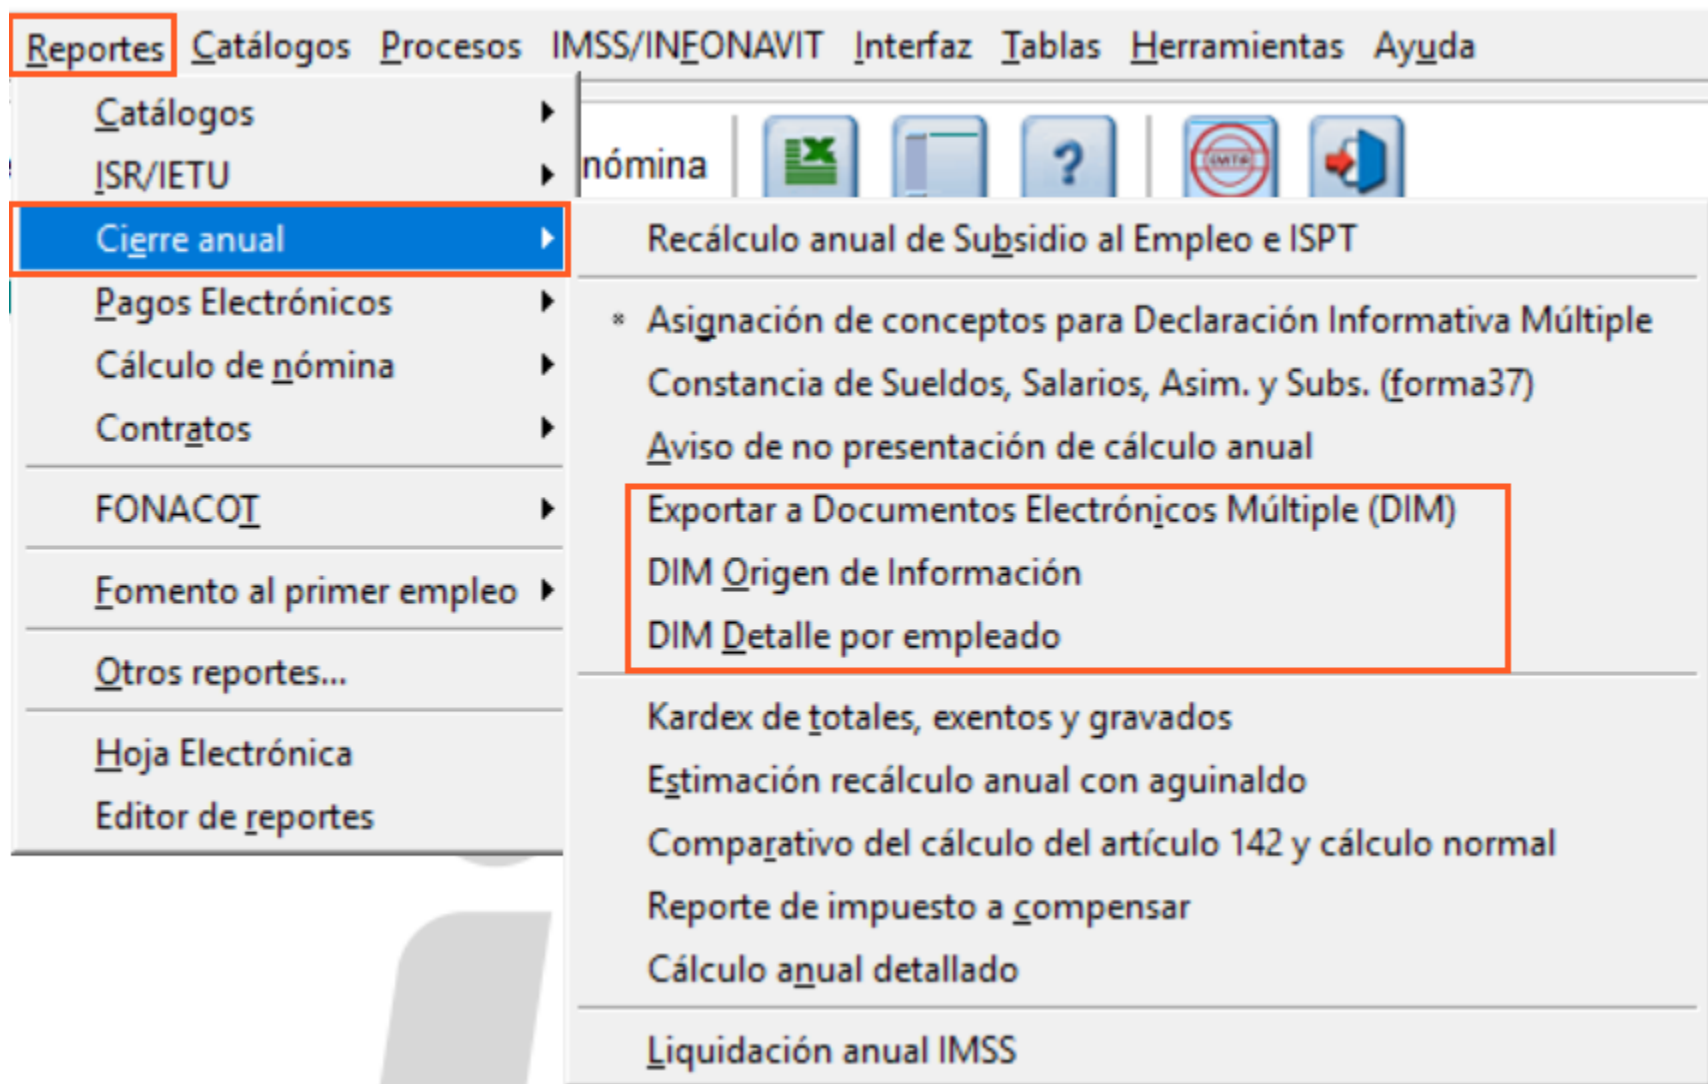 Reportes Catálogos Procesos IMSS/INFONAVIT Interfaz Tablas Herramientas Ayuda
Catálogos
ISR/IETU
Cierre anual
Pagos Electrónicos
Cálculo de nómina
Contratos
FONACOT
Fomento al primer empleo
Otros reportes...
Hoja Electrónica
Editor de reportes
nómina
?
Recálculo anual de Subsidio al Empleo e ISPT
* Asignación de conceptos para Declaración Informativa Múltiple
Constancia de Sueldos, Salarios, Asim. y Subs. (forma37)
Aviso de no presentación de cálculo anual
Exportar a Documentos Electrónicos Múltiple (DIM)
DIM Origen de Información
DIM Detalle por empleado
Kardex de totales, exentos y gravados
Estimación recálculo anual con aguinaldo
Comparativo del cálculo del artículo 142 y cálculo normal
Reporte de impuesto a compensar
Cálculo anual detallado
Liquidación anual IMSS